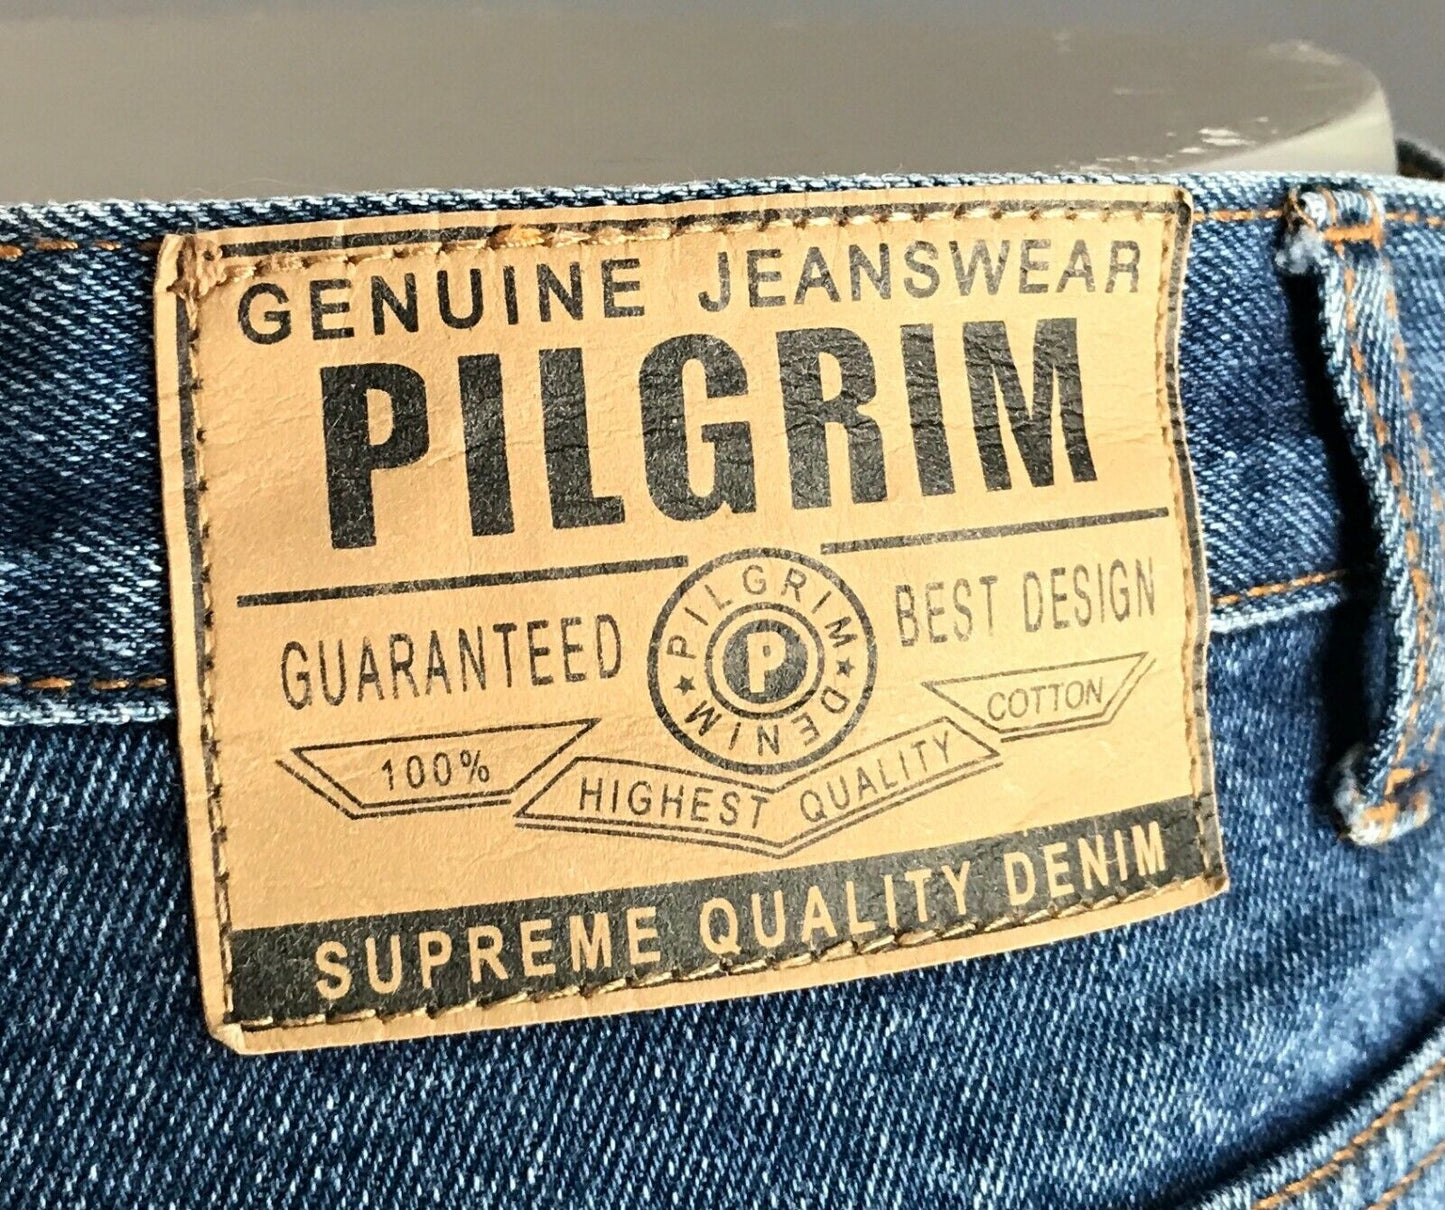 GENUINE JEANSWEAR
PILGRIM
GUARANTEED
PILGRIM ★ DENIM ★
P
BEST DESIGN
100%
HIGHEST QUALITY
COTTON
SUPREME QUALITY DENIM